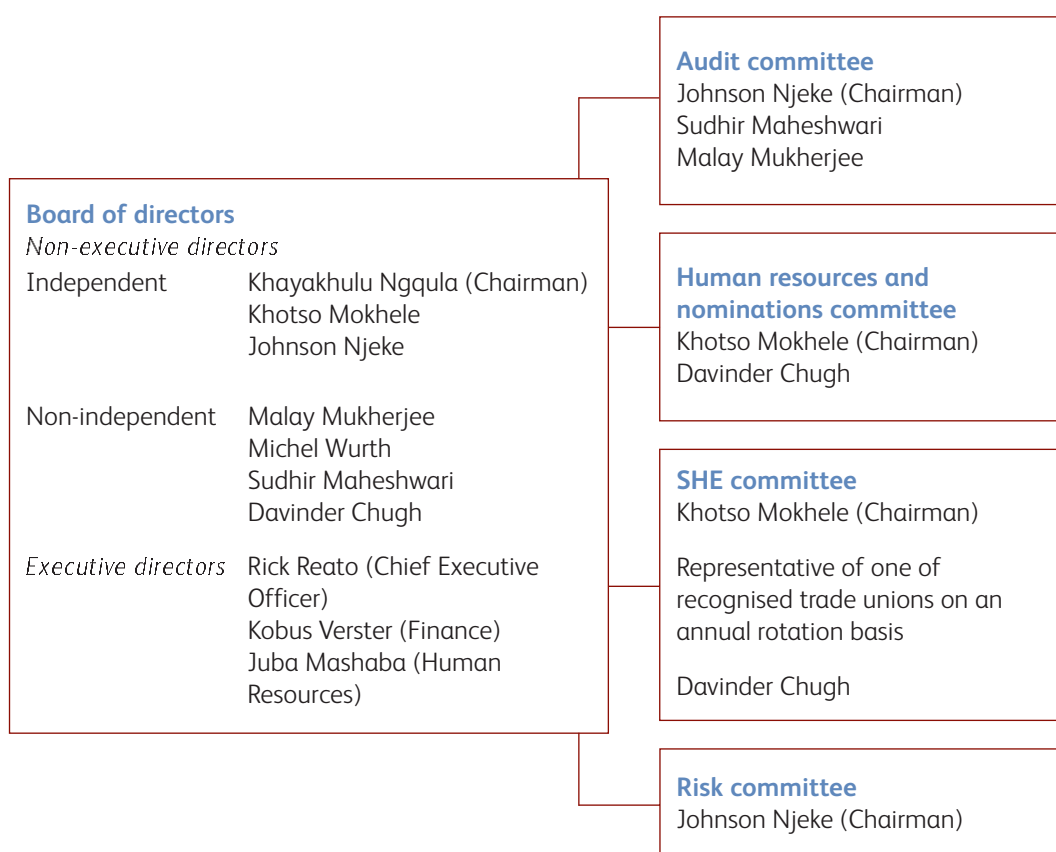 Board of directors
Non-executive directors
Independent Khayakhulu Ngqula (Chairman)
Khotso Mokhele
Johnson Njeke
Non-independent Malay Mukherjee
Michel Wurth
Sudhir Maheshwari
Davinder Chugh
Executive directors Rick Reato (Chief Executive
Officer)
Kobus Verster (Finance)
Juba Mashaba (Human
Resources)
Audit committee
Johnson Njeke (Chairman)
Sudhir Maheshwari
Malay Mukherjee
Human resources and
nominations committee
Khotso Mokhele (Chairman)
Davinder Chugh
SHE committee
Khotso Mokhele (Chairman)
Representative of one of
recognised trade unions on an
annual rotation basis
Davinder Chugh
Risk committee
Johnson Njeke (Chairman)